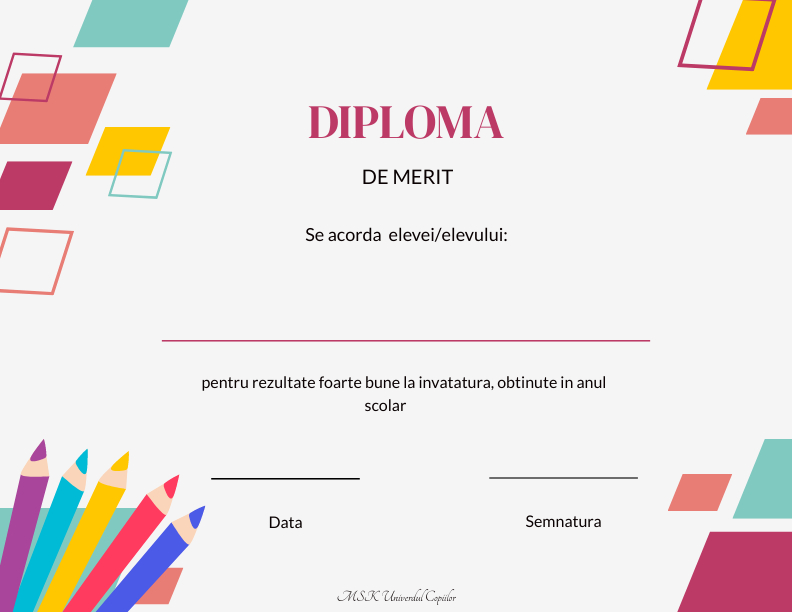 DIPLOMA
DE MERIT
Se acorda elevei/elevului:
pentru rezultate foarte bune la invatatura, obtinute in anul
scolar
Data
Semnatura
MSK Univerdul Copiilor